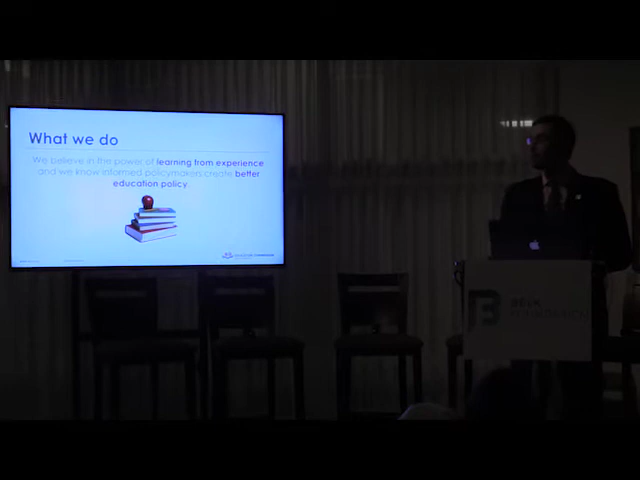 What we do
We believe in the power of learning from experience
and we know informed policymakers create better
education policy.
BELK
FOUNDATION